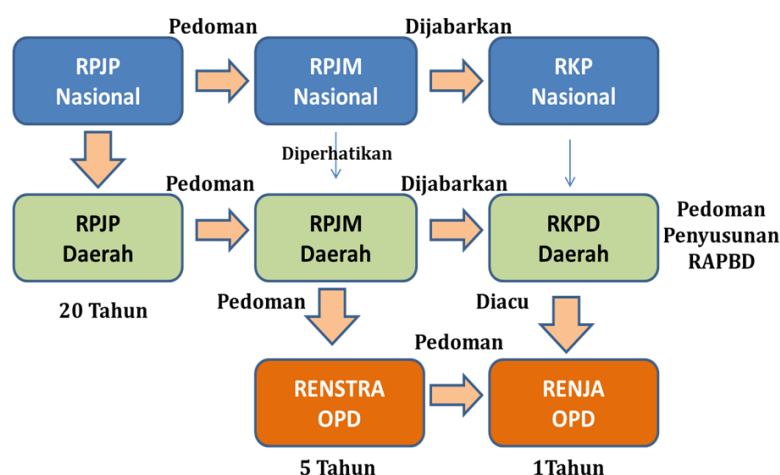 Pedoman
Dijabarkan
RPJP
Nasional
RPJM
Nasional
RKP
Nasional
Diperhatikan
Pedoman
Dijabarkan
RPJP
Daerah
RPJM
Daerah
RKPD
Daerah
Pedoman
Penyusunan
RAPBD
20 Tahun
Pedoman
Diacu
Pedoman
RENSTRA
OPD
RENJA
OPD
5 Tahun
1Tahun